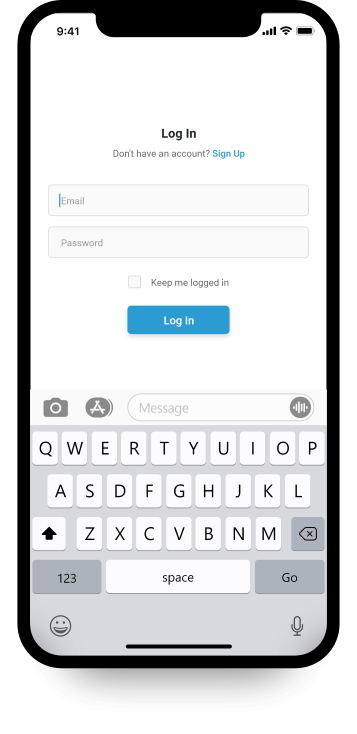 9:41
Log In
Don't have an account? Sign Up
Email
Password
Keep me logged in
Log In
Message
Q W E R T Y U I O P
A S D F G H J K L
Z X C V B N M
123 space Go